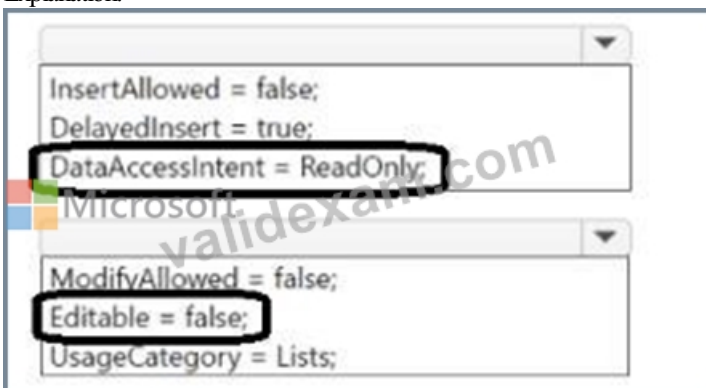 InsertAllowed = false;
DelayedInsert = true;
DataAccessIntent = ReadOnly;
Microsoft
validexam.com
ModifyAllowed = false;
Editable = false;
UsageCategory = Lists;